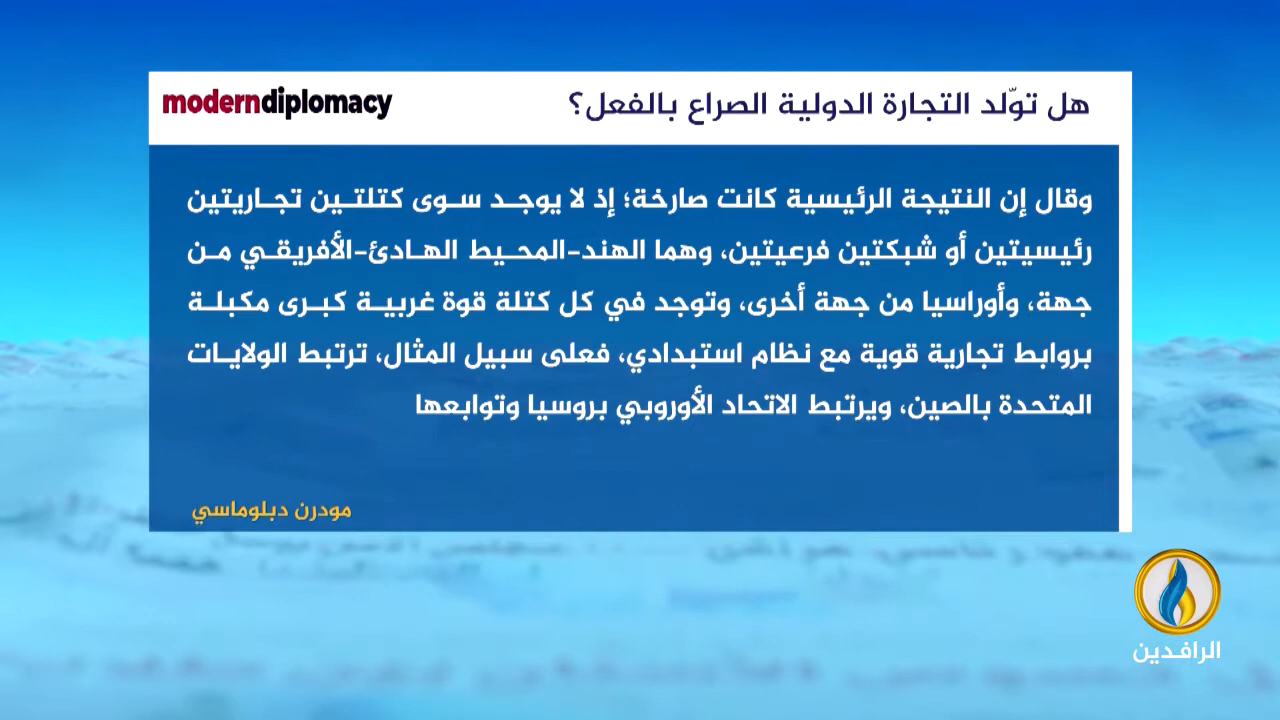 هل توّلد التجارة الدولية الصراع بالفعل؟
moderndiplomacy
وقال إن النتيجة الرئيسية كانت صارخة؛ إذ لا يوجد سوى كتلتين تجاريتين
رئيسيتين أو شبكتين فرعيتين، وهما الهند-المحيط الهادئ-الأفريقي من
جهة، وأوراسيا من جهة أخرى، وتوجد في كل كتلة قوة غربية كبرى مكبلة
بروابط تجارية قوية مع نظام استبدادي، فعلى سبيل المثال، ترتبط الولايات
المتحدة بالصين، ويرتبط الاتحاد الأوروبي بروسيا وتوابعها
مودرن دبلوماسي
الرافدين